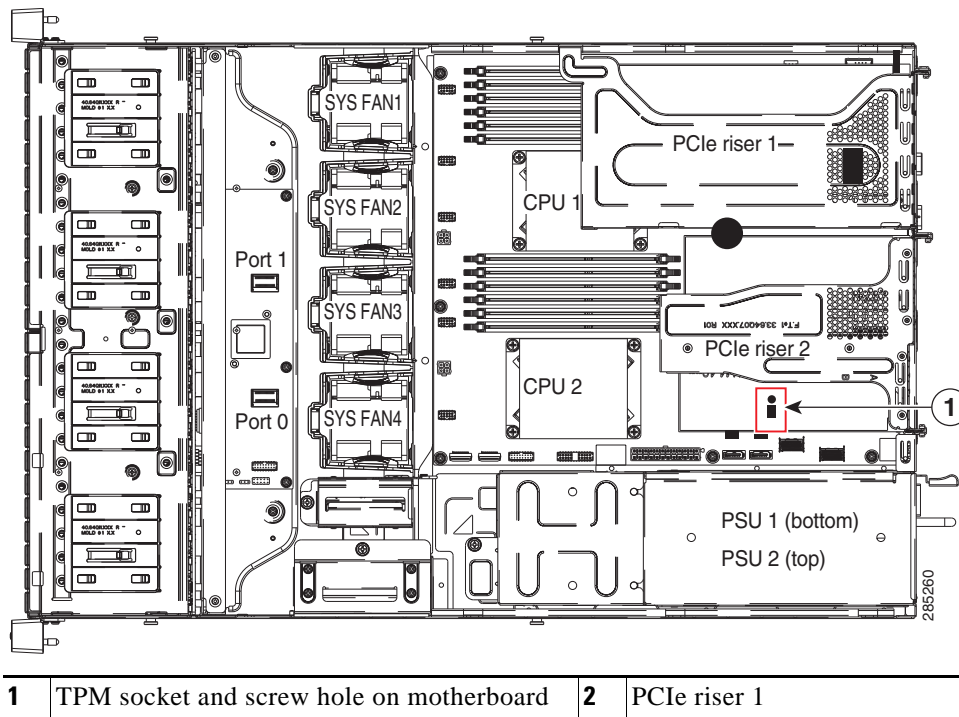 SYS FAN1
PCIe riser 1
SYS FAN2
CPU 1
Port 1
SYS FAN3
PCIe riser 2
CPU 2
1
Port 0
SYS FAN4
PSU 1 (bottom)
PSU 2 (top)
285260
1 TPM socket and screw hole on motherboard 2 PCIe riser 1